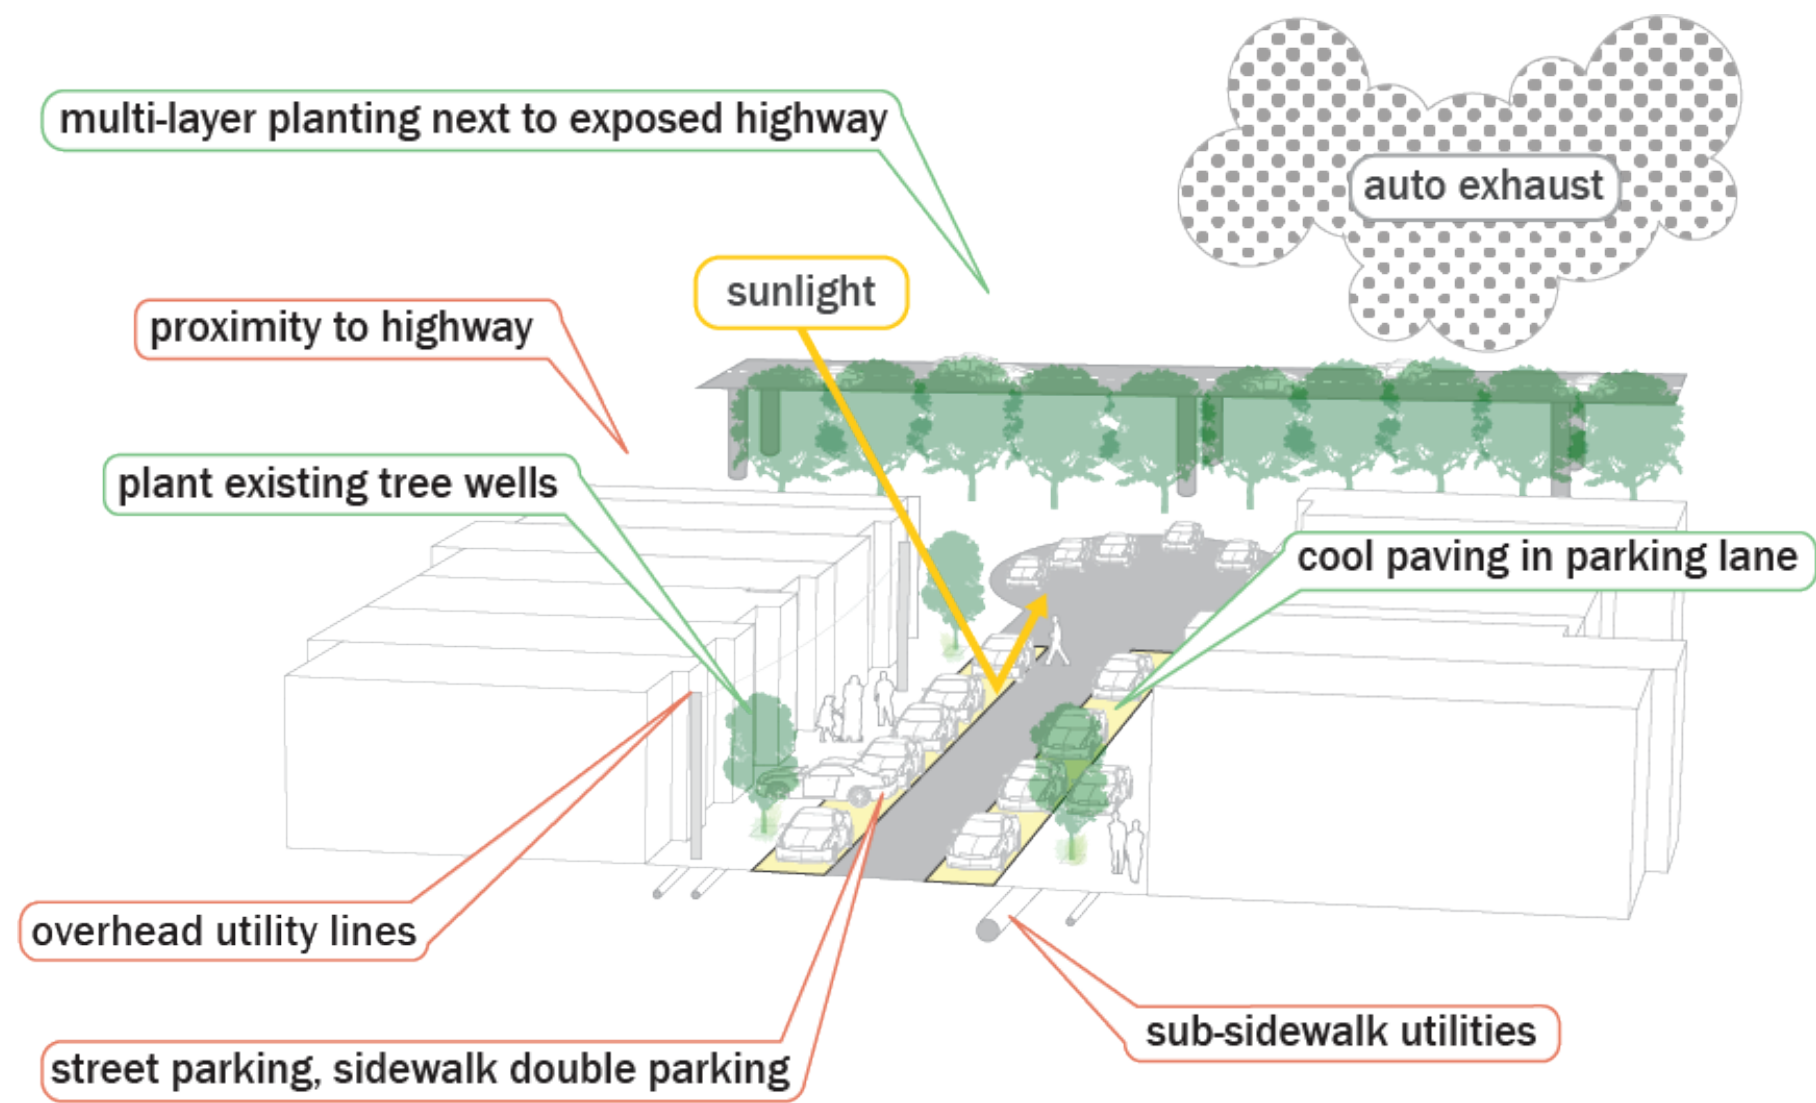 multi-layer planting next to exposed highway
auto exhaust
sunlight
proximity to highway
plant existing tree wells
cool paving in parking lane
overhead utility lines
sub-sidewalk utilities
street parking, sidewalk double parking